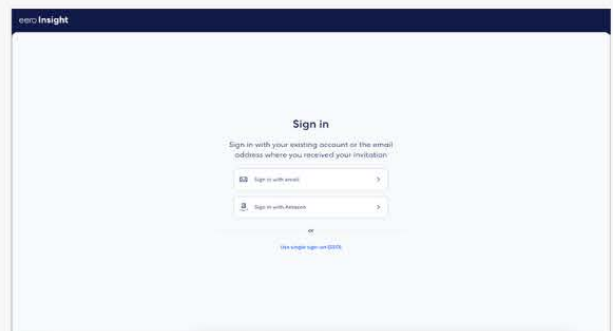 eero Insight
Sign in
Sign in with your existing account or the email
address where you received your invitation
Sign in with email
Sign in with Amazon
or
Use single sign-on (SSO)